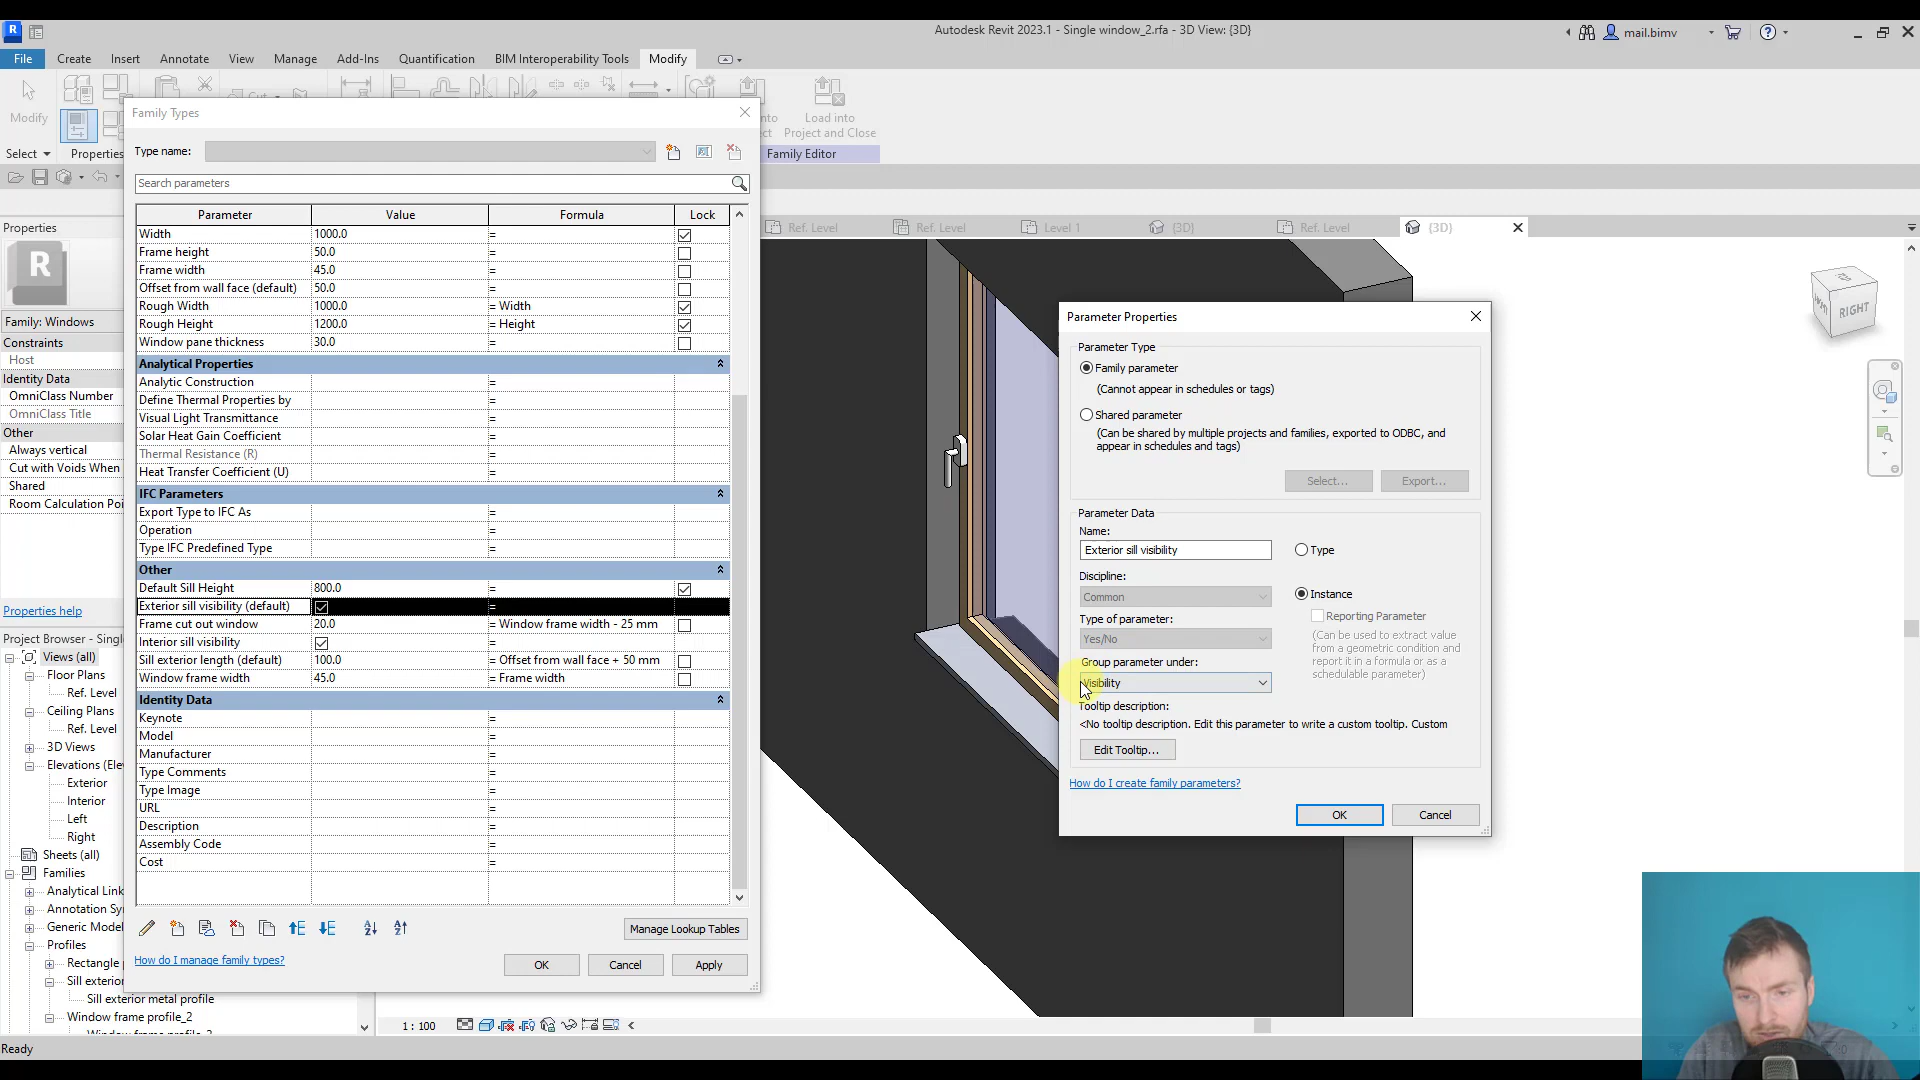 Autodesk Revit 2023.1 - Single window_2.rfa - 3D View: {3D}
mail.bimv
File Create Insert Annotate View Manage Add-Ins Quantification BIM Interoperability Tools Modify
Modify
Load into
Project and Close
Select
Properties
Family Editor
Family Types
Type name:
Search parameters
Parameter Value Formula Lock
Width 1000.0 =
Frame height 50.0 =
Frame width 45.0 =
Offset from wall face (default) 50.0 =
Rough Width 1000.0 = Width
Rough Height 1200.0 = Height
Window pane thickness 30.0 =
Analytical Properties
Analytic Construction =
Define Thermal Properties by =
Visual Light Transmittance =
Solar Heat Gain Coefficient =
Thermal Resistance (R) =
Heat Transfer Coefficient (U) =
IFC Parameters
Export Type to IFC As =
Operation =
Type IFC Predefined Type =
Other
Default Sill Height 800.0 =
Exterior sill visibility (default) =
Frame cut out window 20.0 = Window frame width - 25 mm
Interior sill visibility =
Sill exterior length (default) 100.0 = Offset from wall face + 50 mm
Window frame width 45.0 = Frame width
Identity Data
Keynote =
Model =
Manufacturer =
Type Comments =
Type Image =
URL =
Description =
Assembly Code =
Cost =
Manage Lookup Tables
How do I manage family types?
OK Cancel Apply
Properties
R
Family: Windows
Constraints
Host
Identity Data
OmniClass Number
OmniClass Title
Other
Always vertical
Cut with Voids When
Shared
Room Calculation Poi
Properties help
Project Browser - Sing
Views (all)
Floor Plans
Ref. Level
Ceiling Plans
Ref. Level
3D Views
Elevations (Ele
Exterior
Interior
Left
Right
Sheets (all)
Families
Analytical Link
Annotation Sy
Generic Model
Profiles
Rectangle
Sill exterio
Sill exterior metal profile
Window frame profile_2
Ref. Level Ref. Level Level 1 {3D} Ref. Level {3D}
RIGHT
Parameter Properties
Parameter Type
Family parameter
(Cannot appear in schedules or tags)
Shared parameter
(Can be shared by multiple projects and families, exported to ODBC, and
appear in schedules and tags)
Select... Export...
Parameter Data
Name:
Exterior sill visibility
Type
Discipline:
Common
Instance
Reporting Parameter
(Can be used to extract value
from a geometric condition and
report it in a formula or as a
schedulable parameter)
Type of parameter:
Yes/No
Group parameter under:
Visibility
Tooltip description:
<No tooltip description. Edit this parameter to write a custom tooltip. Custom
Edit Tooltip...
How do I create family parameters?
OK Cancel
1 : 100
Ready